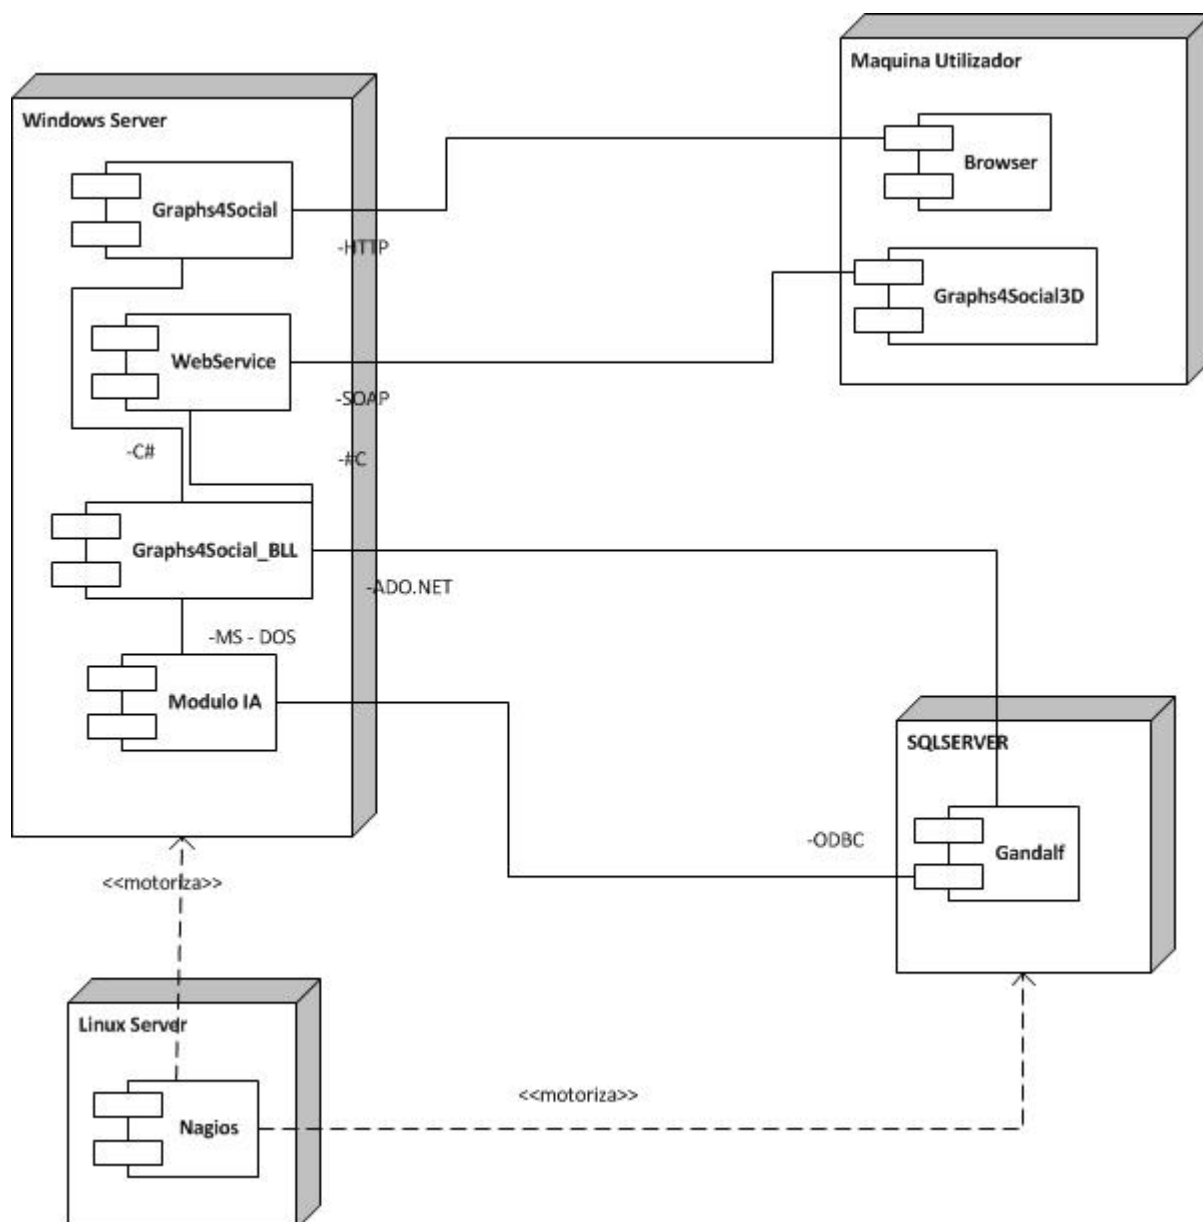 Maquina Utilizador
Windows Server
Browser
Graphs4Social
-HTTP
Graphs4Social3D
WebService
-SOAP
-C#
-#C
Graphs4Social_BLL
-ADO.NET
-MS - DOS
Modulo IA
SQLSERVER
-ODBC
Gandalf
<<motoriza>>
Linux Server
<<motoriza>>
Nagios